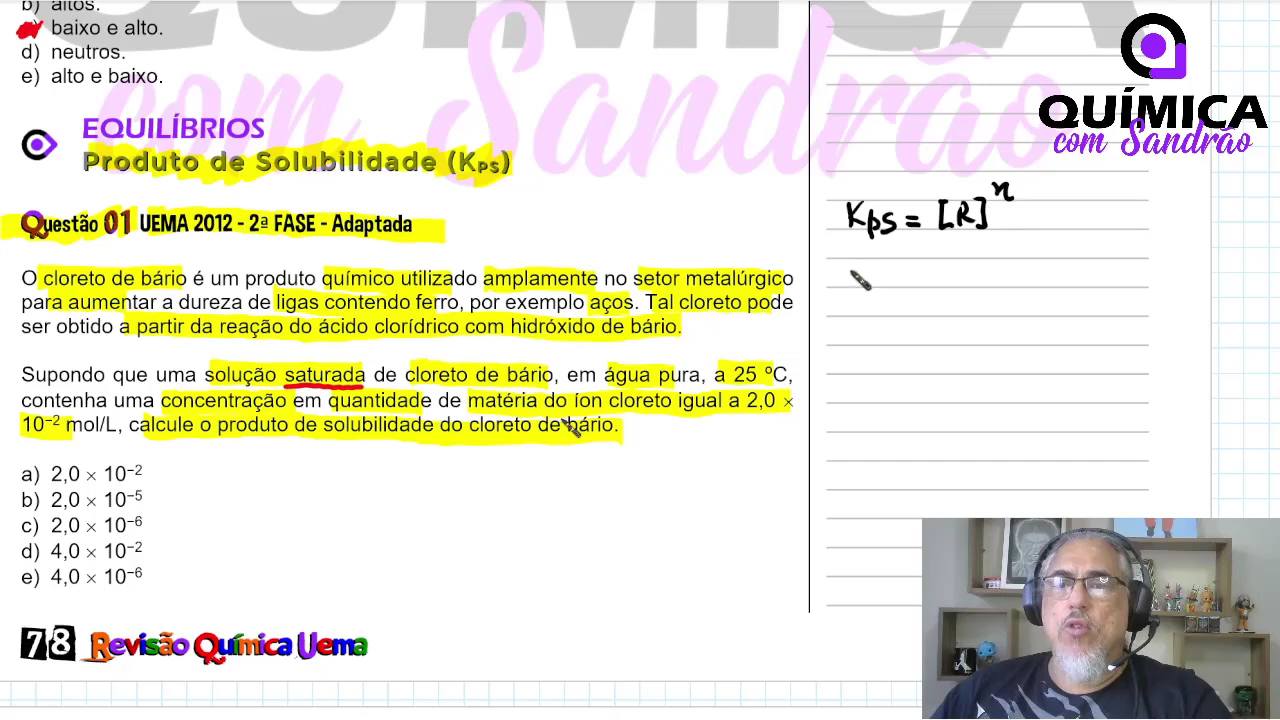 b) altos.
baixo e alto.
d) neutros.
e) alto e baixo.
QUÍMICA
com Sandrão
QUÍMICA
com Sandrão
EQUILÍBRIOS
Produto de Solubilidade (KPS)
Questão 01 UEMA 2012 - 2ª FASE - Adaptada
O cloreto de bário é um produto químico utilizado amplamente no setor metalúrgico
para aumentar a dureza de ligas contendo ferro, por exemplo aços. Tal cloreto pode
ser obtido a partir da reação do ácido clorídrico com hidróxido de bário.
Supondo que uma solução saturada de cloreto de bário, em água pura, a 25 ºC,
contenha uma concentração em quantidade de matéria do íon cloreto igual a 2,0 ×
10⁻² mol/L, calcule o produto de solubilidade do cloreto de bário.
a) 2,0 × 10⁻²
b) 2,0 × 10⁻⁵
c) 2,0 × 10⁻⁶
d) 4,0 × 10⁻²
e) 4,0 × 10⁻⁶
78 Revisão Química Uema
Kps = [R]ⁿ